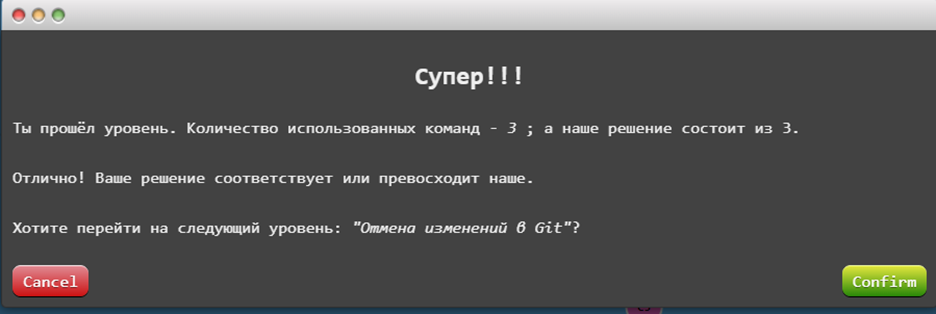 Супер!!!
Ты прошёл уровень. Количество использованных команд - 3 ; а наше решение состоит из 3.
Отлично! Ваше решение соответствует или превосходит наше.
Хотите перейти на следующий уровень: "Отмена изменений в Git"?
Cancel
Confirm